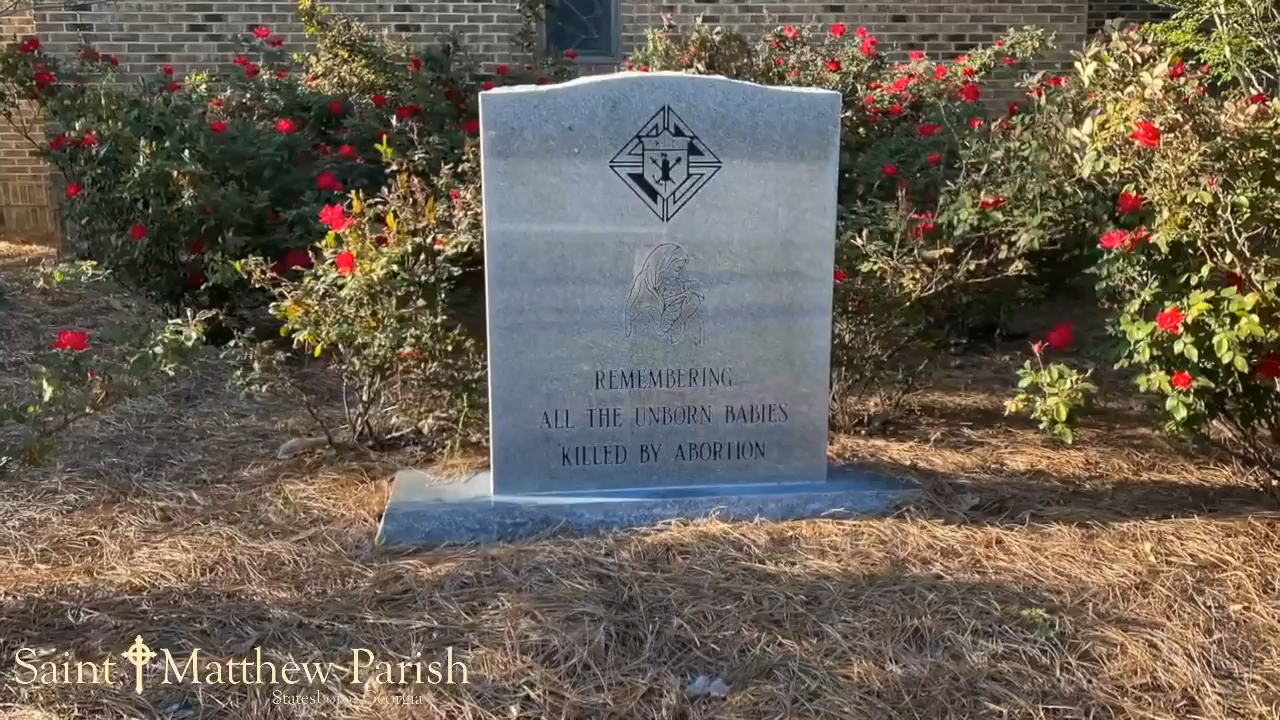 REMEMBERING
ALL THE UNBORN BABIES
KILLED BY ABORTION
Saint Matthew Parish
Statesboro, Georgia